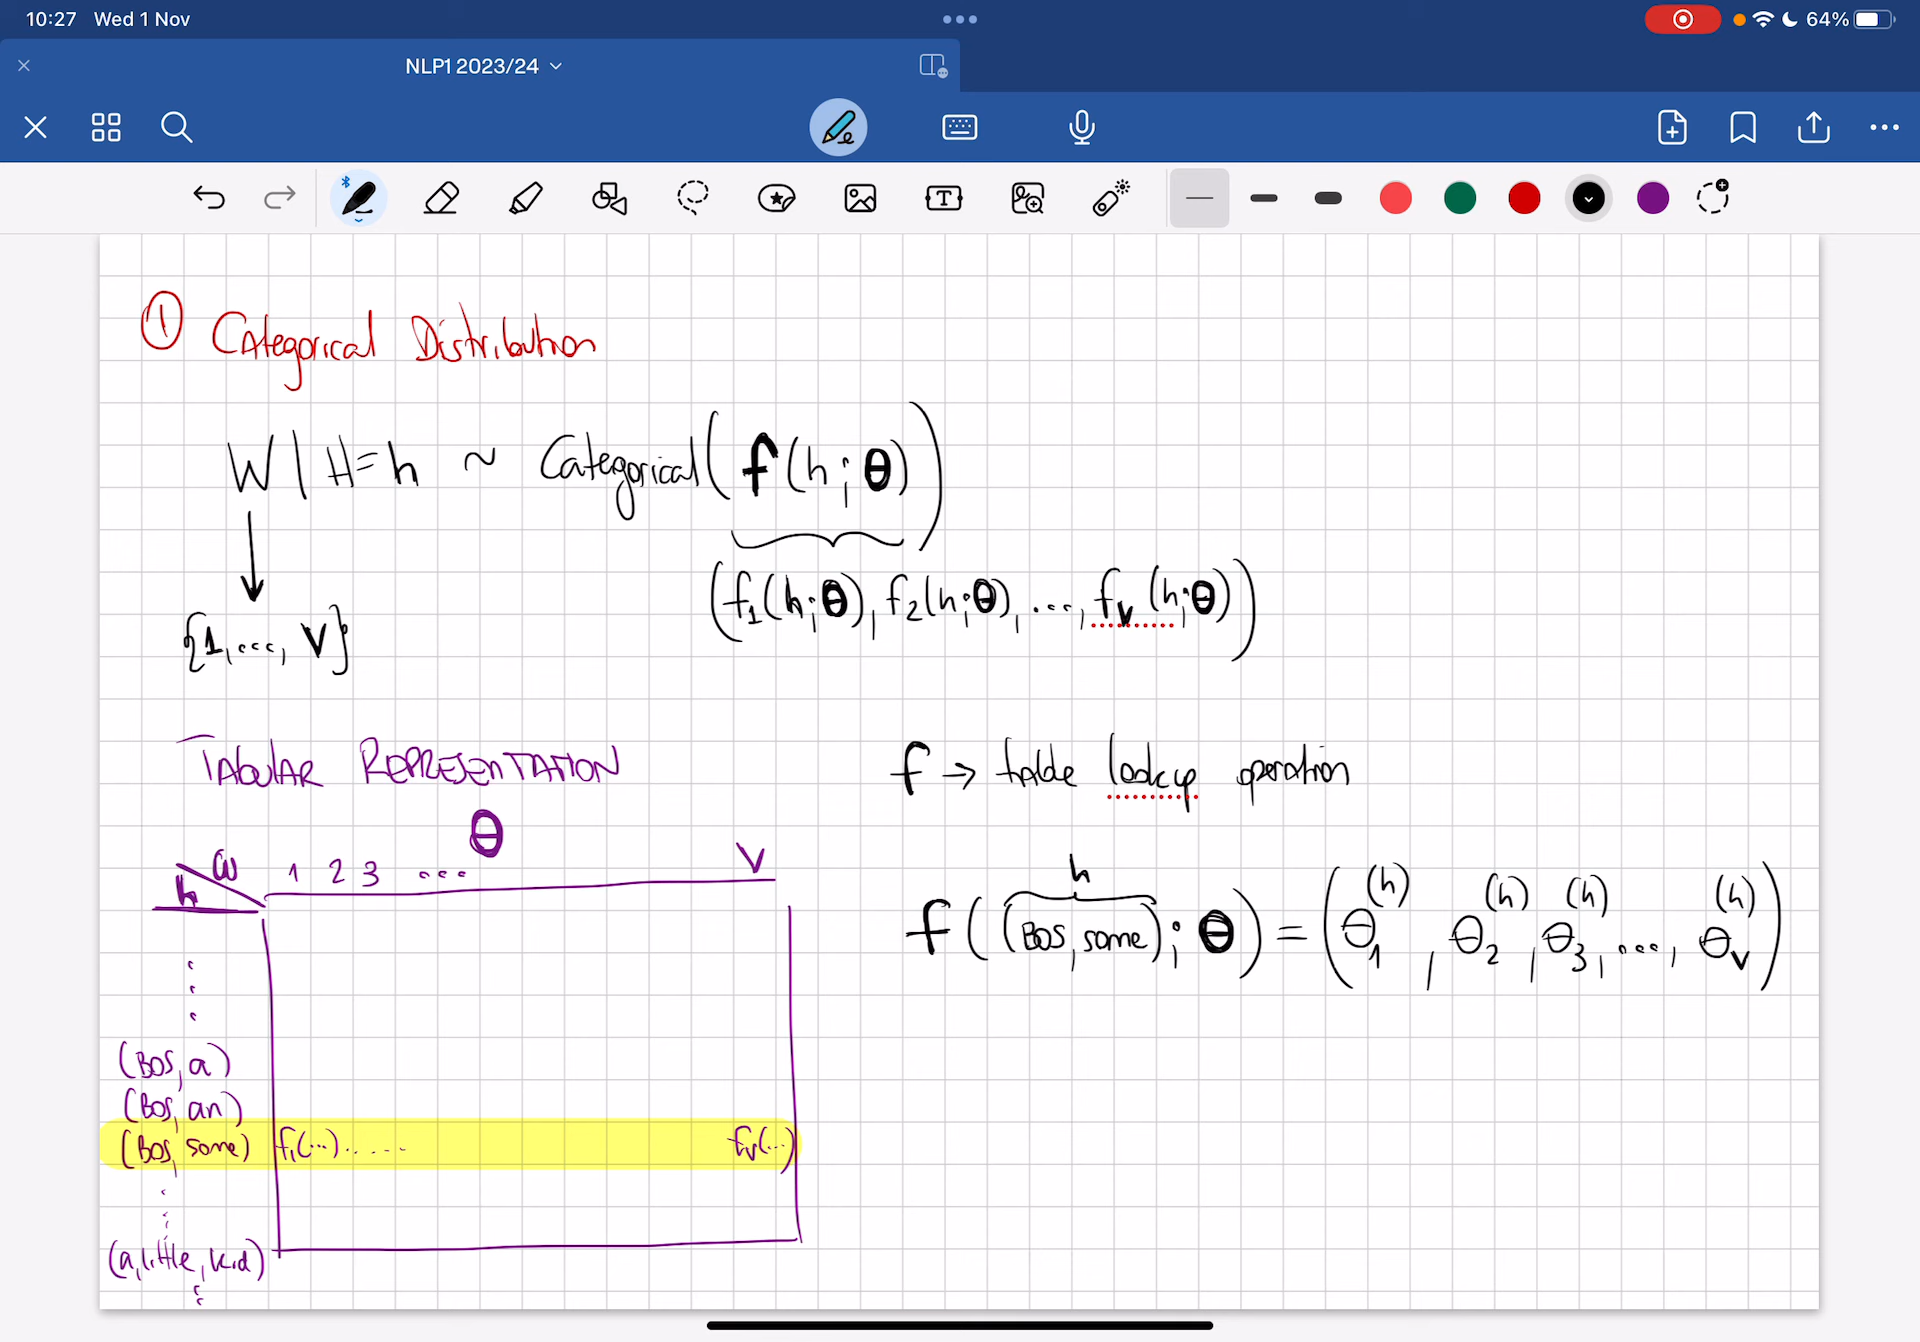 10:27 Wed 1 Nov
64%
NLP1 2023/24
① Categorical Distribution
W | H=h ~ Categorical(f(h;θ))
(f₁(h;θ), f₂(h;θ), ..., f_V(h;θ))
{1, ..., V}
TABULAR REPRESENTATION
f → table lookup operation
θ
h \ ω 1 2 3 ... V
h
f((BOS, some); θ) = (θ₁⁽ʰ⁾, θ₂⁽ʰ⁾, θ₃⁽ʰ⁾, ..., θ_V⁽ʰ⁾)
(BOS, a)
(BOS, an)
(BOS, some) f₁(...) ..... f_V(...)
(a, little, kid)